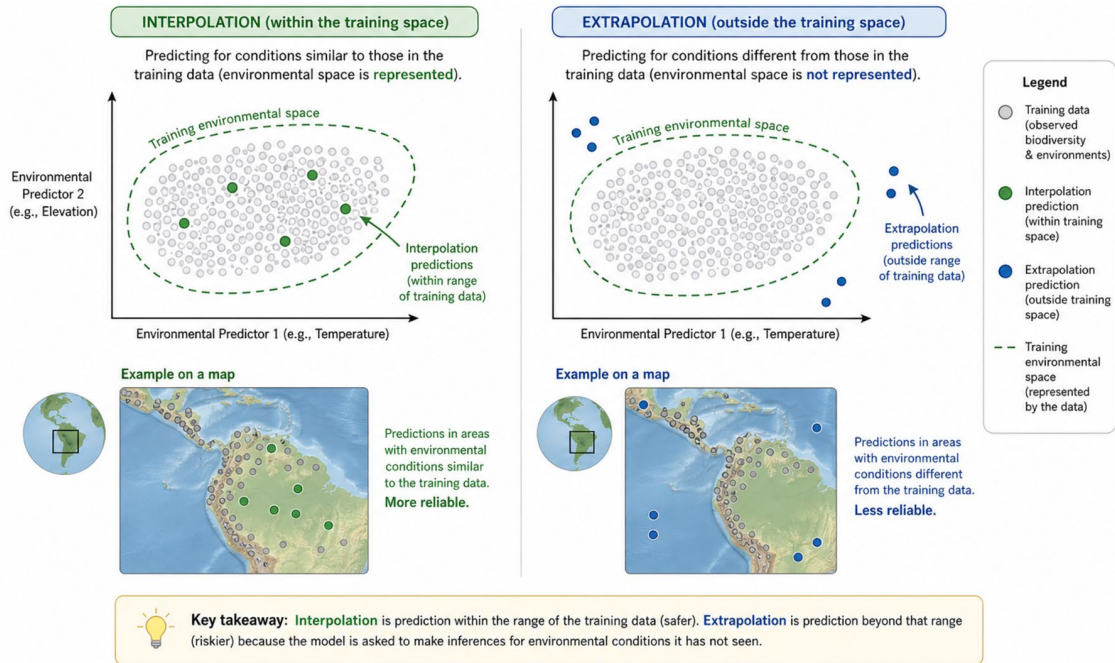 INTERPOLATION (within the training space)
Predicting for conditions similar to those in the
training data (environmental space is represented).
Training environmental space
Environmental
Predictor 2
(e.g., Elevation)
Interpolation
predictions
(within range
of training data)
Environmental Predictor 1 (e.g., Temperature)
Example on a map
Predictions in areas
with environmental
conditions similar
to the training data.
More reliable.
EXTRAPOLATION (outside the training space)
Predicting for conditions different from those in the
training data (environmental space is not represented).
Training environmental space
Extrapolation
predictions
(outside range
of training data)
Environmental Predictor 1 (e.g., Temperature)
Example on a map
Predictions in areas
with environmental
conditions different
from the training data.
Less reliable.
Legend
Training data
(observed
biodiversity
& environments)
Interpolation
prediction
(within training
space)
Extrapolation
prediction
(outside training
space)
Training
environmental
space
(represented
by the data)
Key takeaway: Interpolation is prediction within the range of the training data (safer). Extrapolation is prediction beyond that range
(riskier) because the model is asked to make inferences for environmental conditions it has not seen.